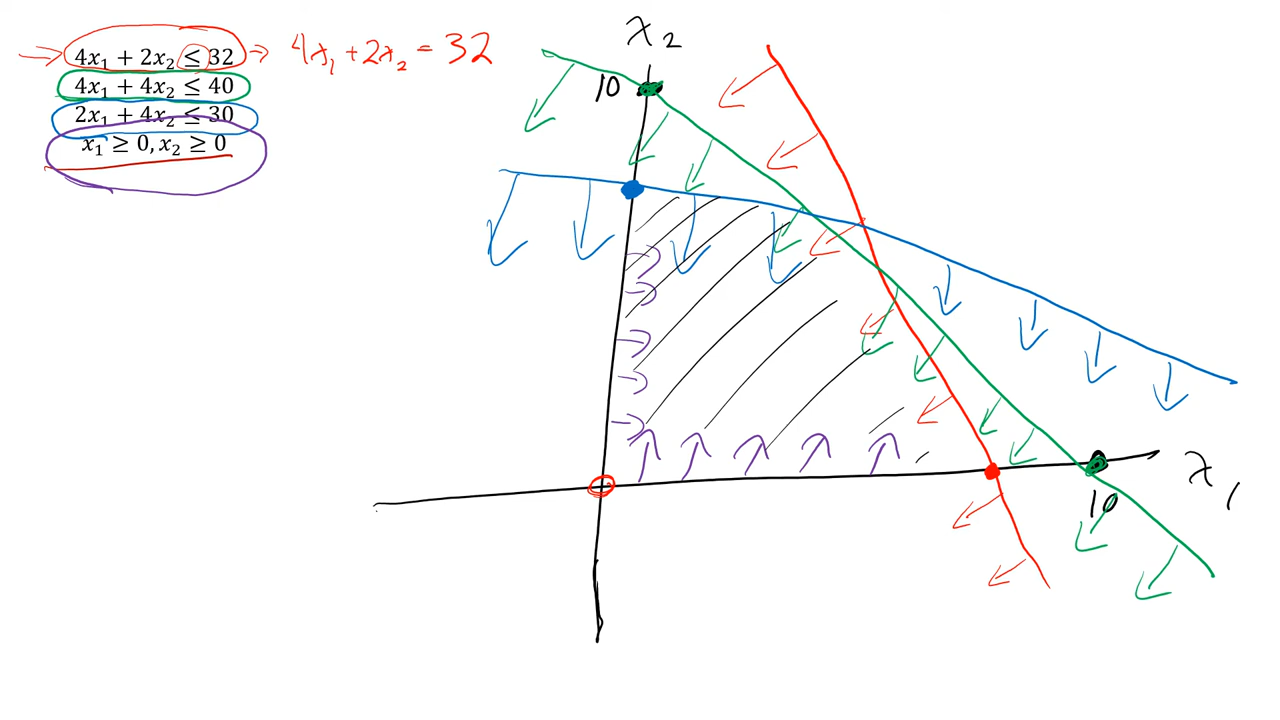 4x₁ + 2x₂ ≤ 32
4x₁ + 2x₂ = 32
4x₁ + 4x₂ ≤ 40
2x₁ + 4x₂ ≤ 30
x₁ ≥ 0, x₂ ≥ 0
x₂
10
x₁
10